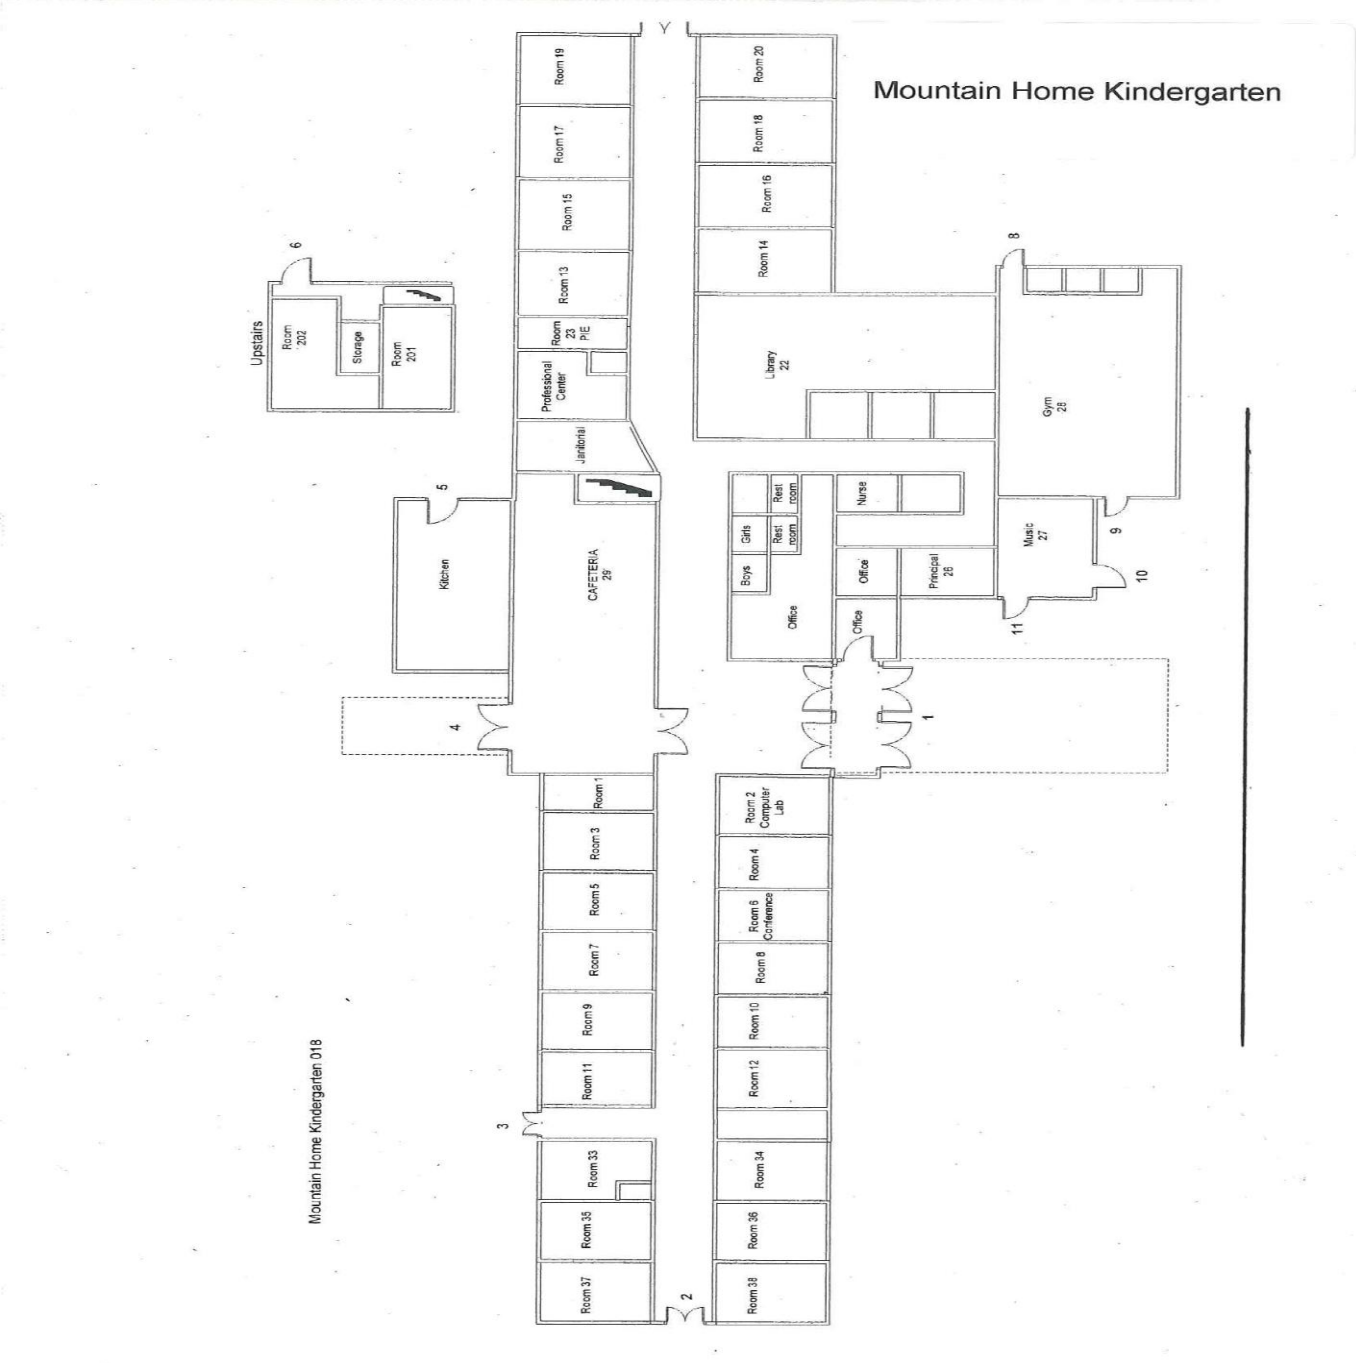 Mountain Home Kindergarten
Room 19
Room 20
Room 17
Room 18
Room 15
Room 16
Room 13
Room 14
6
8
Upstairs
Room
202
Storage
Room
201
Room
23
PIE
Professional
Center
Janitorial
Library
22
Gym
28
5
Kitchen
CAFETERIA
29
Rest
room
Nurse
Girls
Rest
room
Boys
Office
Office
Principal
26
Office
Music
27
9
10
11
4
1
Room 1
Room 2
Computer
Lab
Room 3
Room 4
Room 5
Room 6
Conference
Room 7
Room 8
Room 9
Room 10
Room 11
Room 12
3
Room 33
Room 34
Room 35
Room 36
Room 37
Room 38
2
Mountain Home Kindergarten 018